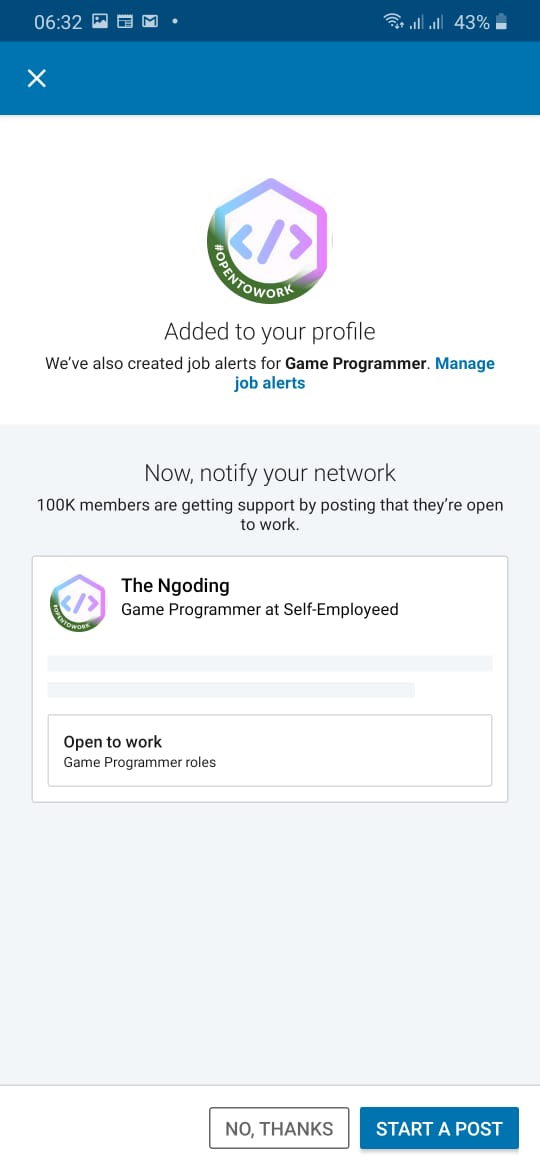 06:32 43%
</>
#OPENTOWORK
Added to your profile
We've also created job alerts for Game Programmer. Manage
job alerts
Now, notify your network
100K members are getting support by posting that they're open
to work.
</>
#OPENTOWORK
The Ngoding
Game Programmer at Self-Employeed
Open to work
Game Programmer roles
NO, THANKS
START A POST